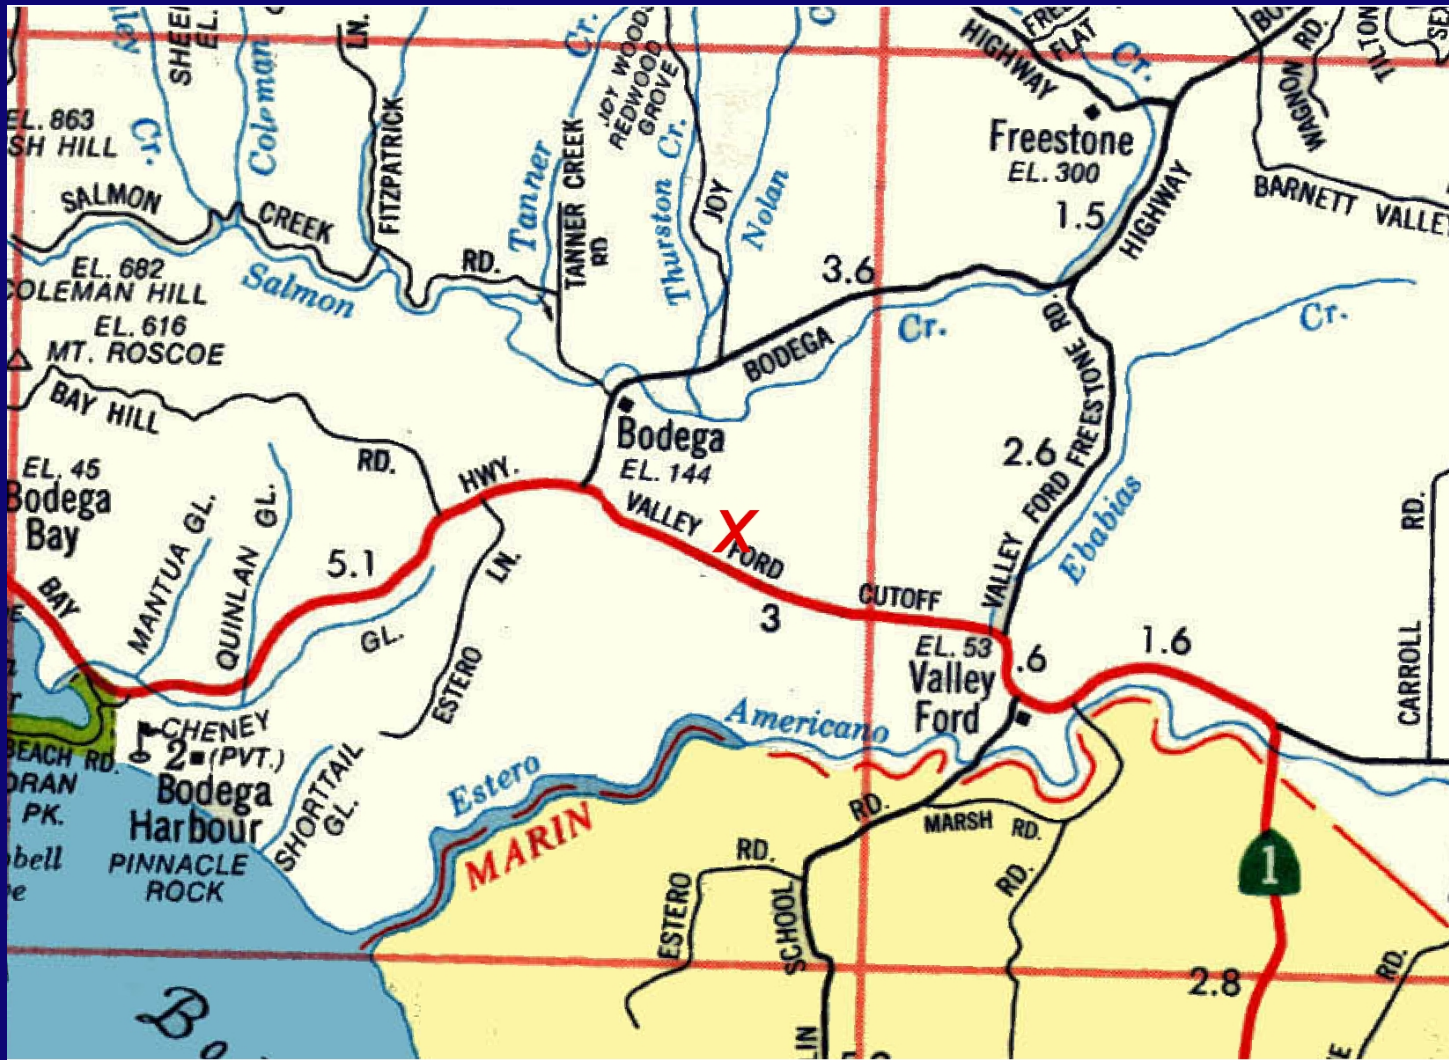 Cr.
Coleman
LN.
Cr.
JOY WOODS
REDWOOD
GROVE
HIGHWAY
FLAT
Cr.
RD.
TILTON
WAGNON
EL. 863
SH HILL
Cr.
FITZPATRICK
Tanner
TANNER CREEK
RD
Thurston Cr.
JOY
Nolan
Freestone
EL. 300
1.5
HIGHWAY
BARNETT VALLEY
SALMON
CREEK
RD.
Salmon
EL. 682
COLEMAN HILL
EL. 616
MT. ROSCOE
3.6
Cr.
BODEGA
Cr.
VALLEY FORD FREESTONE RD.
2.6
Ebabias
BAY HILL
RD.
Bodega
EL. 144
HWY.
VALLEY
X
FORD
CUTOFF
3
EL. 45
Bodega
Bay
BAY
MANTUA GL.
QUINLAN GL.
5.1
GL.
LN.
ESTERO
RD.
CARROLL
EL. 53
Valley
Ford
.6
1.6
Americano
Estero
MARIN
CHENEY
2 (PVT.)
Bodega
Harbour
PINNACLE
ROCK
SHORTTAIL
GL.
BEACH RD.
PK.
RD.
MARSH RD.
RD.
RD.
ESTERO
SCHOOL
1
2.8
RD.